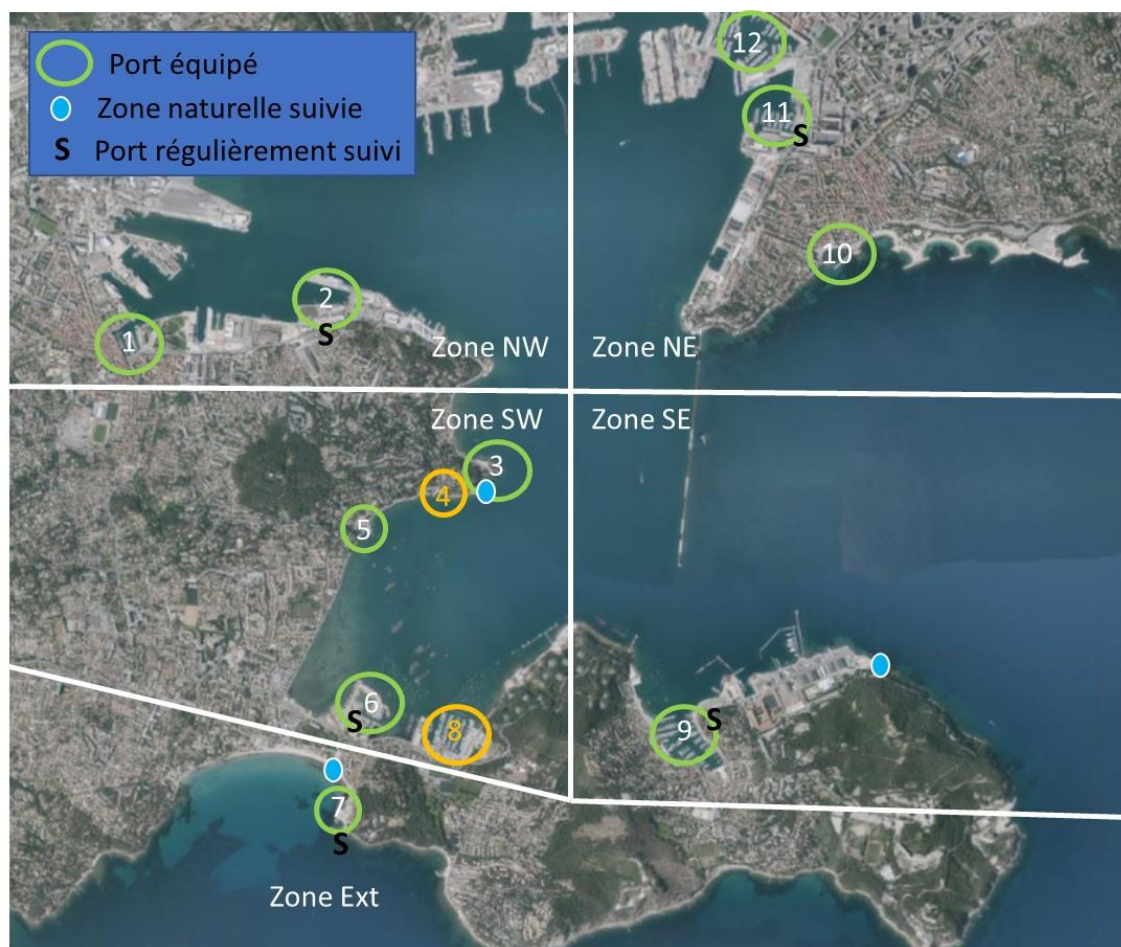 Port équipé
Zone naturelle suivie
S Port régulièrement suivi
12
11
S
10
2
S
1
Zone NW
Zone NE
Zone SW
Zone SE
3
4
5
6
S
8
9
S
7
S
Zone Ext